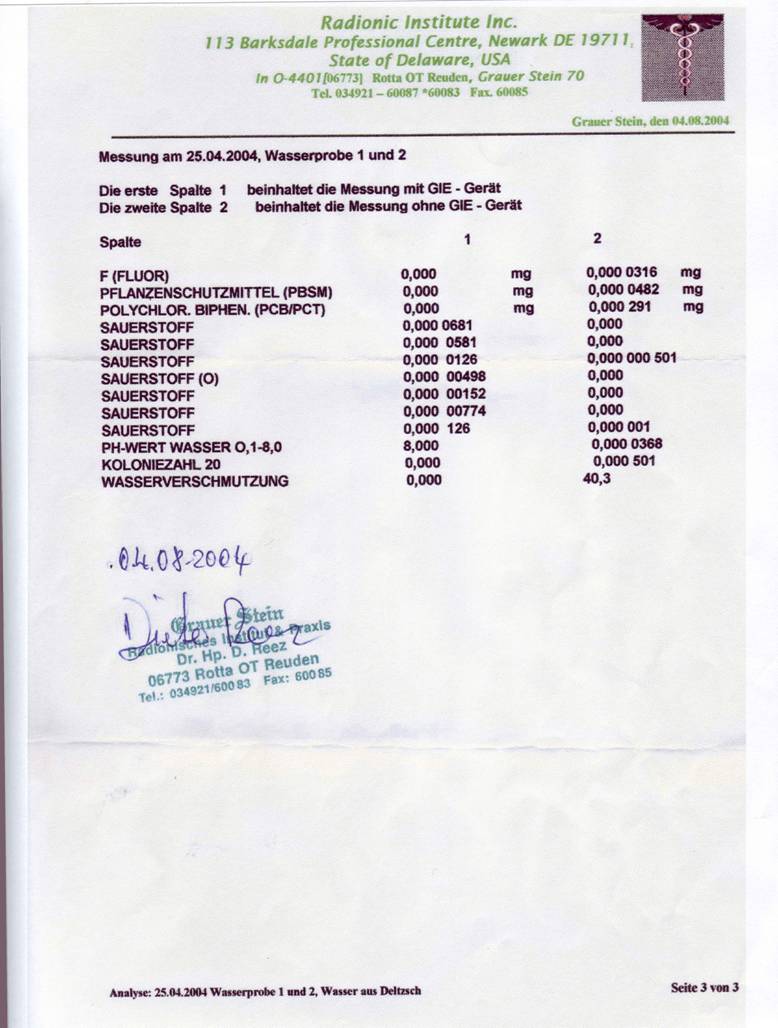 Radionic Institute Inc.
113 Barksdale Professional Centre, Newark DE 19711,
State of Delaware, USA
In O-4401[06773] Rotta OT Reuden, Grauer Stein 70
Tel. 034921 – 60087 *60083 Fax. 60085
Grauer Stein, den 04.08.2004
Messung am 25.04.2004, Wasserprobe 1 und 2
Die erste Spalte 1 beinhaltet die Messung mit GIE - Gerät
Die zweite Spalte 2 beinhaltet die Messung ohne GIE - Gerät
Spalte 1 2
F (FLUOR) 0,000 mg 0,000 0316 mg
PFLANZENSCHUTZMITTEL (PBSM) 0,000 mg 0,000 0482 mg
POLYCHLOR. BIPHEN. (PCB/PCT) 0,000 mg 0,000 291 mg
SAUERSTOFF 0,000 0681 0,000
SAUERSTOFF 0,000 0581 0,000
SAUERSTOFF 0,000 0126 0,000 000 501
SAUERSTOFF (O) 0,000 00498 0,000
SAUERSTOFF 0,000 00152 0,000
SAUERSTOFF 0,000 00774 0,000
SAUERSTOFF 0,000 126 0,000 001
PH-WERT WASSER O,1-8,0 8,000 0,000 0368
KOLONIEZAHL 20 0,000 0,000 501
WASSERVERSCHMUTZUNG 0,000 40,3
.04.08-2004
Dieter Reez
Grauer Stein
Radionisches Institut & Praxis
Dr. Hp. D. Reez
06773 Rotta OT Reuden
Tel.: 034921/600 83 Fax: 600 85
Analyse: 25.04.2004 Wasserprobe 1 und 2, Wasser aus Deltzsch
Seite 3 von 3